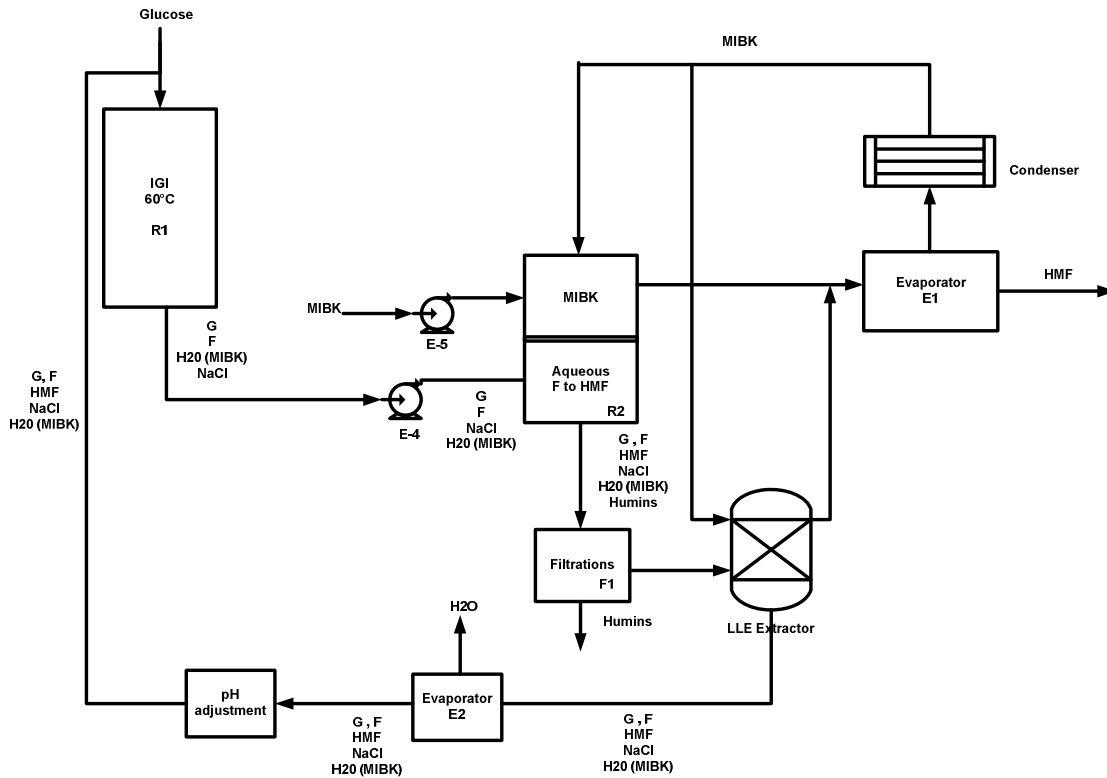 Glucose
MIBK
IGI
60°C
R1
Condenser
MIBK
Evaporator
E1
HMF
MIBK
E-5
G
F
H20 (MIBK)
NaCl
Aqueous
F to HMF
R2
G, F
HMF
NaCl
H20 (MIBK)
E-4
G
F
NaCl
H20 (MIBK)
G , F
HMF
NaCl
H20 (MIBK)
Humins
Filtrations
F1
Humins
LLE Extractor
H2O
Evaporator
E2
pH
adjustment
G , F
HMF
NaCl
H20 (MIBK)
G , F
HMF
NaCl
H20 (MIBK)